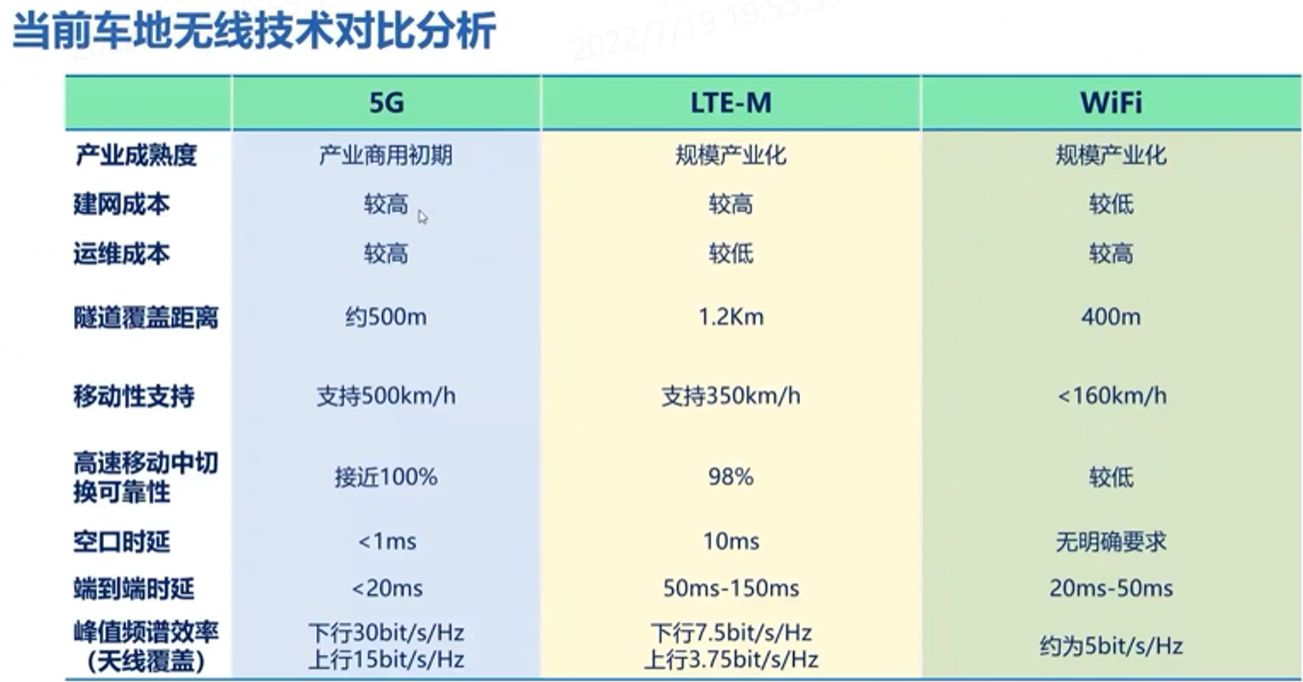 当前车地无线技术对比分析
2022/7/19 19:55:59
5G LTE-M WiFi
产业成熟度 产业商用初期 规模产业化 规模产业化
建网成本 较高 较高 较低
运维成本 较高 较低 较高
隧道覆盖距离 约500m 1.2Km 400m
移动性支持 支持500km/h 支持350km/h <160km/h
高速移动中切
换可靠性 接近100% 98% 较低
空口时延 <1ms 10ms 无明确要求
端到端时延 <20ms 50ms-150ms 20ms-50ms
峰值频谱效率 下行30bit/s/Hz 下行7.5bit/s/Hz 约为5bit/s/Hz
（天线覆盖） 上行15bit/s/Hz 上行3.75bit/s/Hz